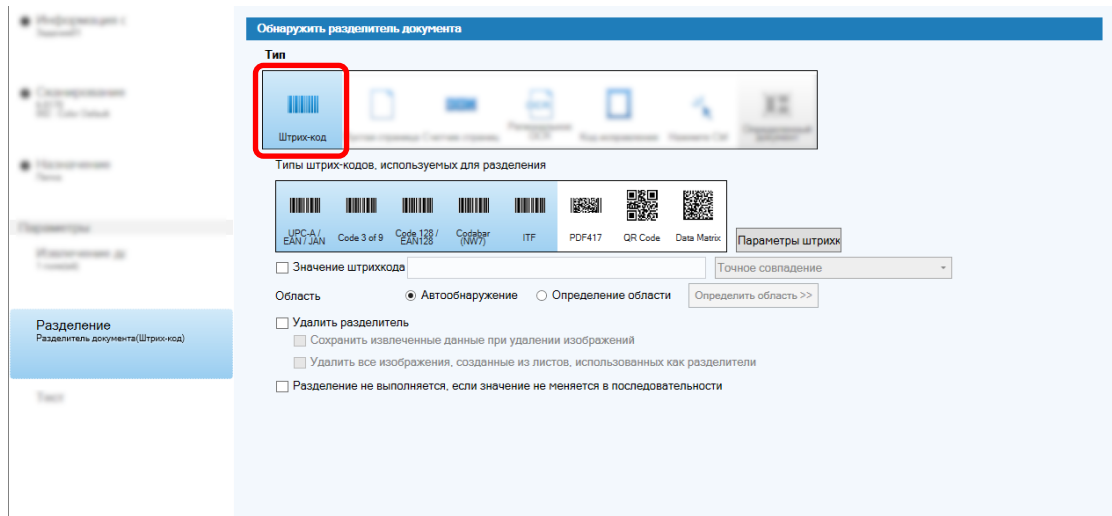 Обнаружить разделитель документа
Тип
Штрих-код
Типы штрих-кодов, используемых для разделения
UPC-A / EAN / JAN
Code 3 of 9
Code 128 / EAN128
Codabar (NW7)
ITF
PDF417
QR Code
Data Matrix
Параметры штрихк
Значение штрихкода
Точное совпадение
Область
Автообнаружение
Определение области
Определить область >>
Удалить разделитель
Сохранить извлеченные данные при удалении изображений
Удалить все изображения, созданные из листов, использованных как разделители
Разделение не выполняется, если значение не меняется в последовательности
Разделение
Разделитель документа(Штрих-код)